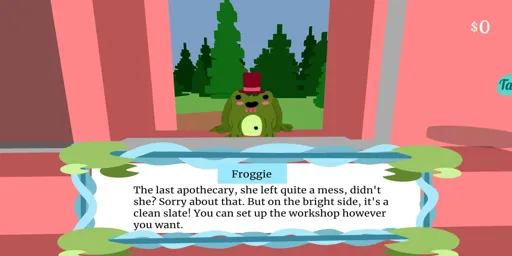 $0
Ta
Froggie
The last apothecary, she left quite a mess, didn't
she? Sorry about that. But on the bright side, it's a
clean slate! You can set up the workshop however
you want.